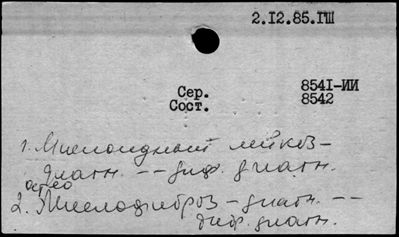 2.12.85.ГШ
Сер. 8541-ИИ
Сост. 8542
1. Миелоидный лейкоз-
диагн. -- диф. диагн.
остео
2. Миелофиброз - диагн. --
диф. диагн.